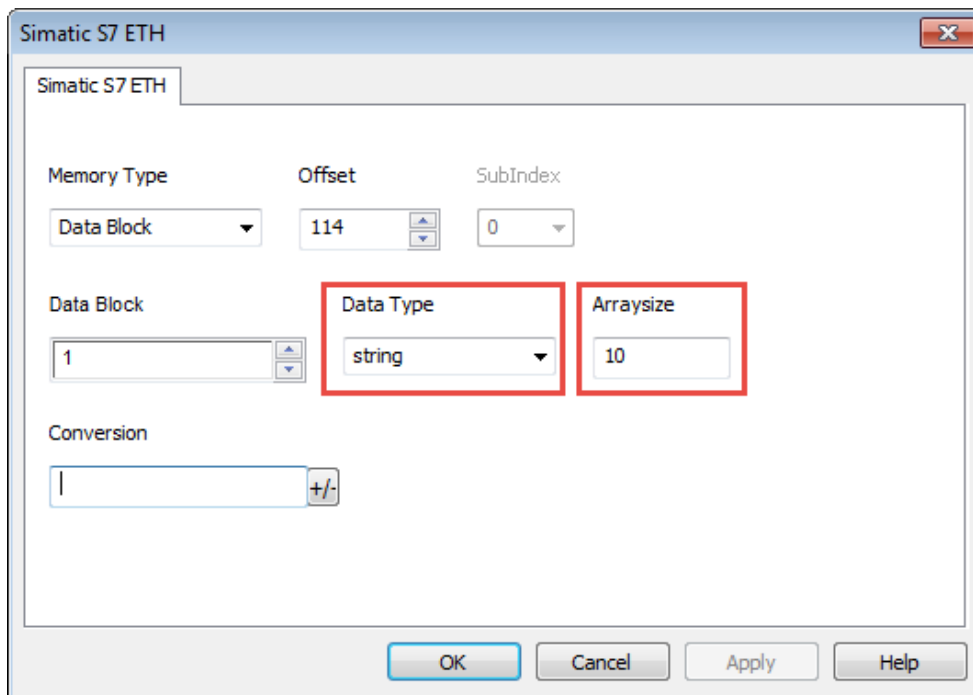 Simatic S7 ETH
Simatic S7 ETH
Memory Type Offset SubIndex
Data Block 114 0
Data Block Data Type Arraysize
1 string 10
Conversion
+/-
OK Cancel Apply Help